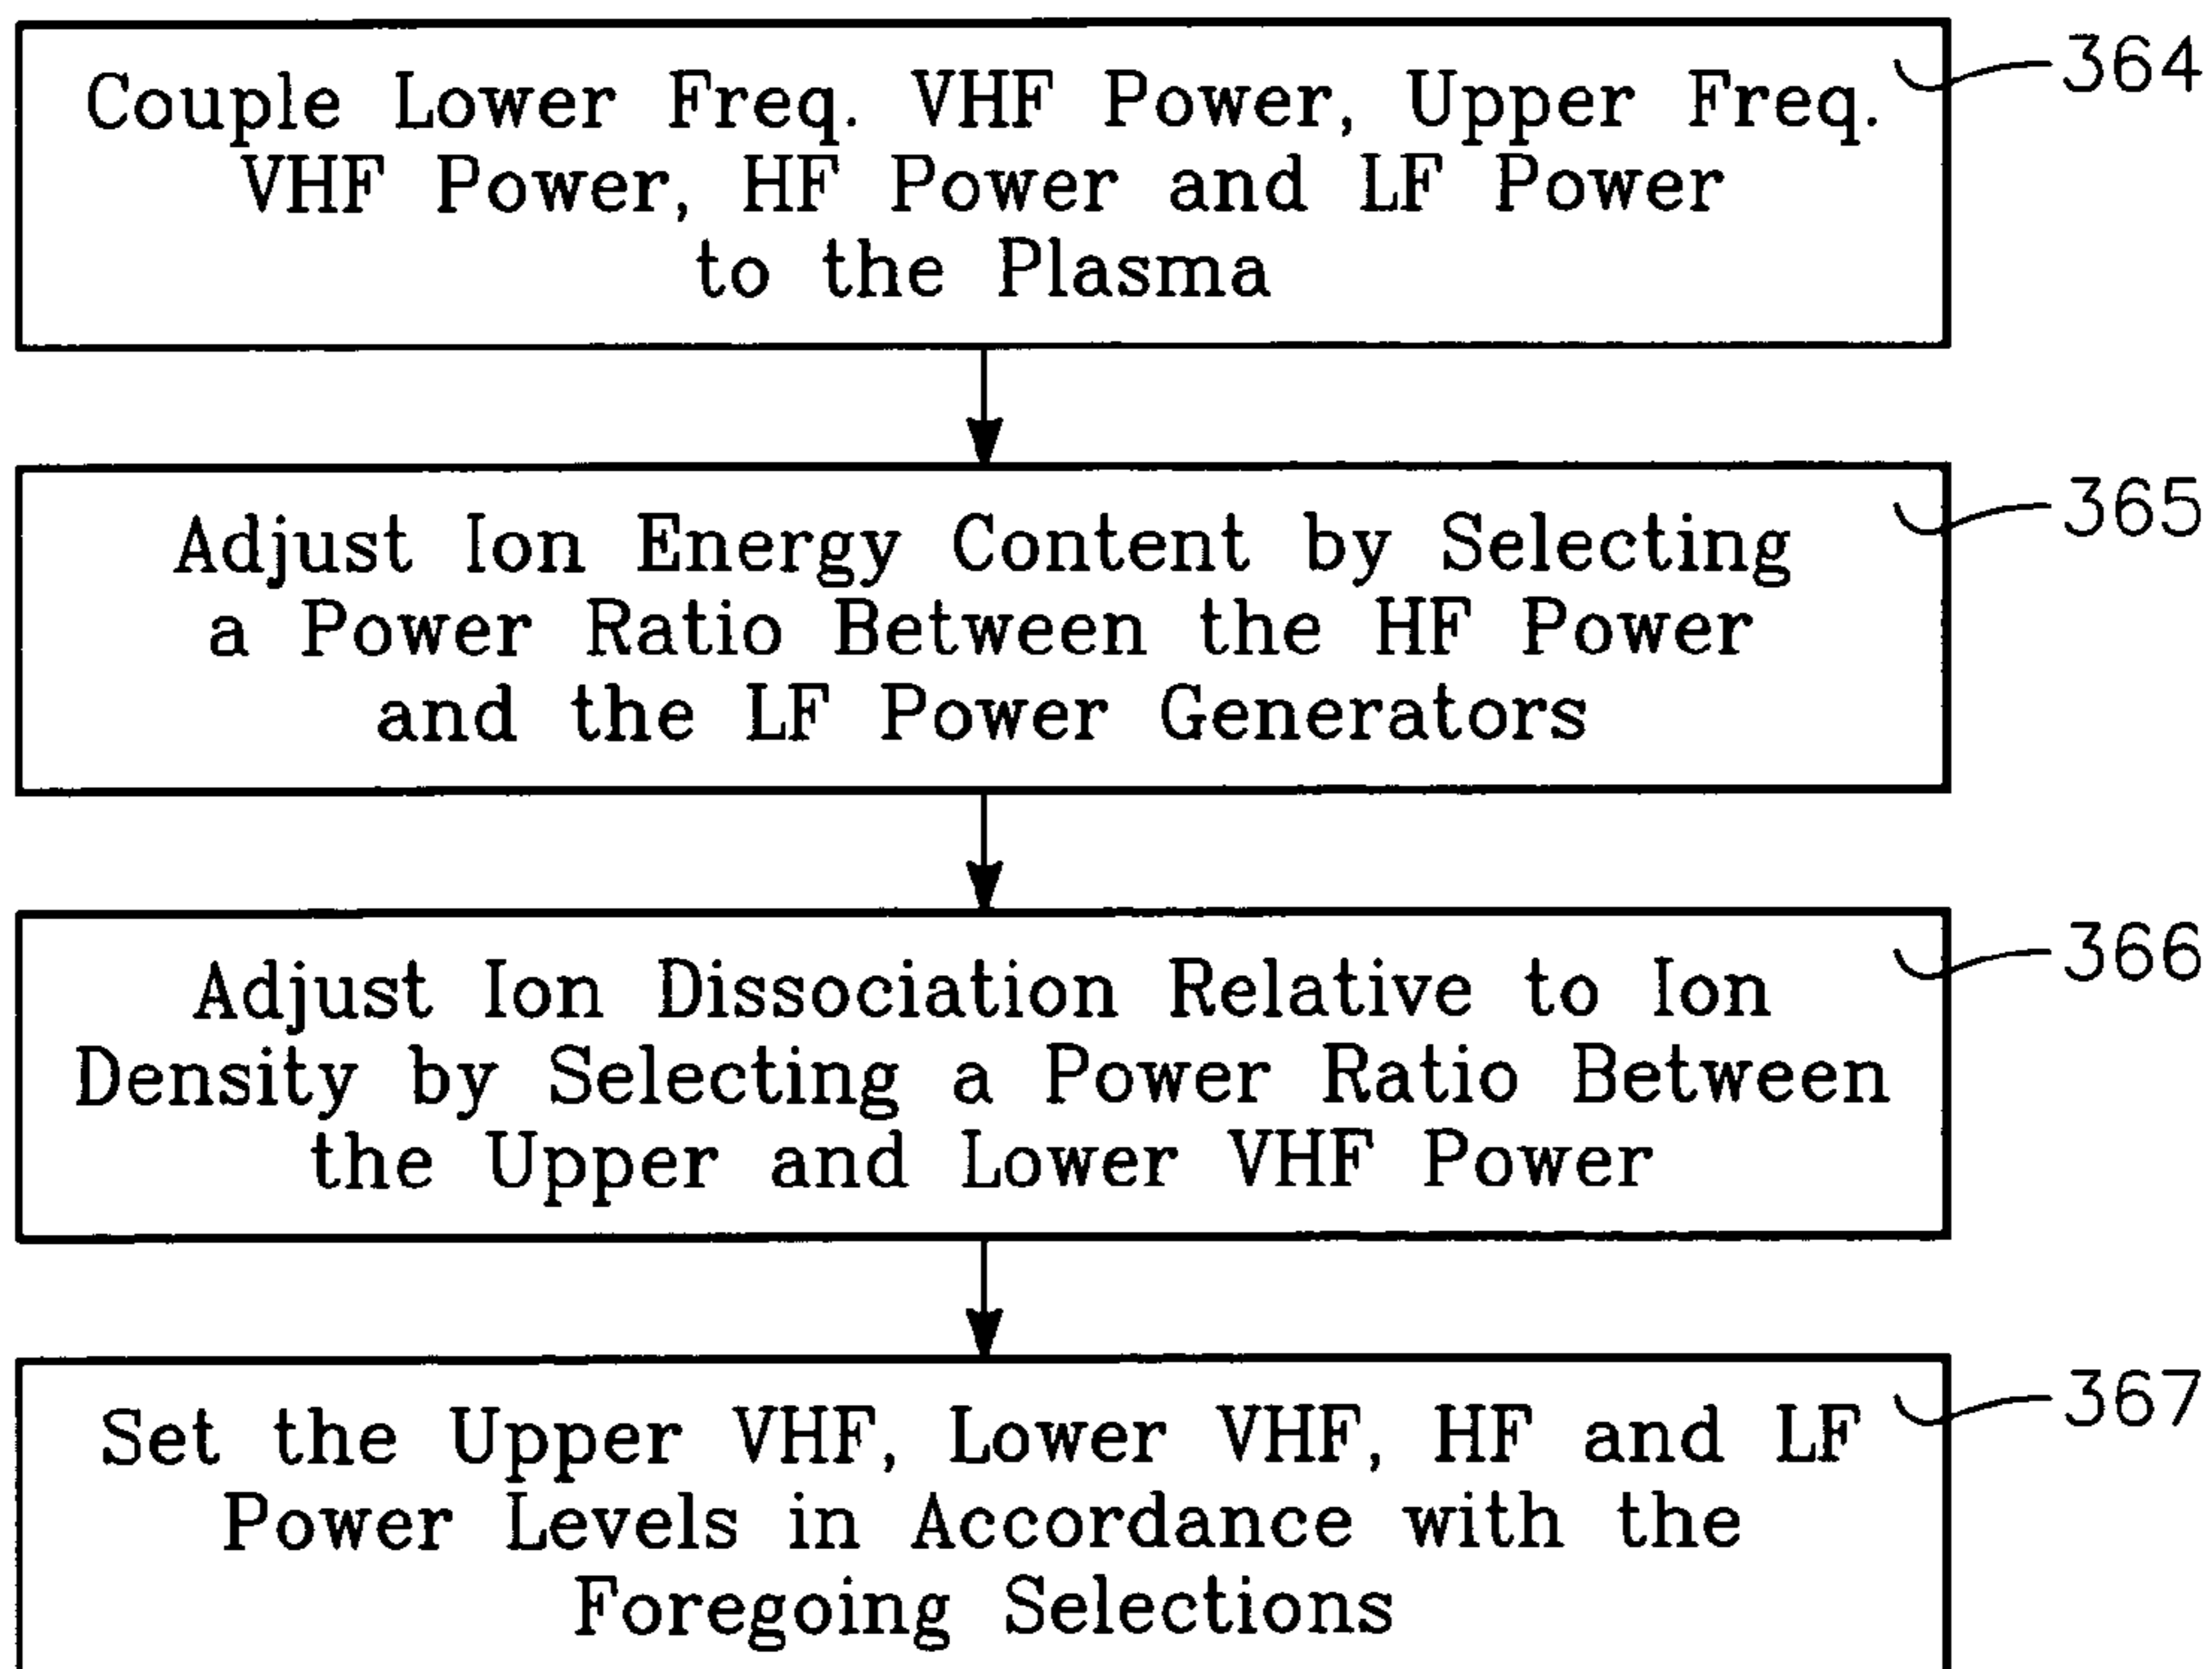 Couple Lower Freq. VHF Power, Upper Freq.
VHF Power, HF Power and LF Power
to the Plasma
364
Adjust Ion Energy Content by Selecting
a Power Ratio Between the HF Power
and the LF Power Generators
365
Adjust Ion Dissociation Relative to Ion
Density by Selecting a Power Ratio Between
the Upper and Lower VHF Power
366
Set the Upper VHF, Lower VHF, HF and LF
Power Levels in Accordance with the
Foregoing Selections
367